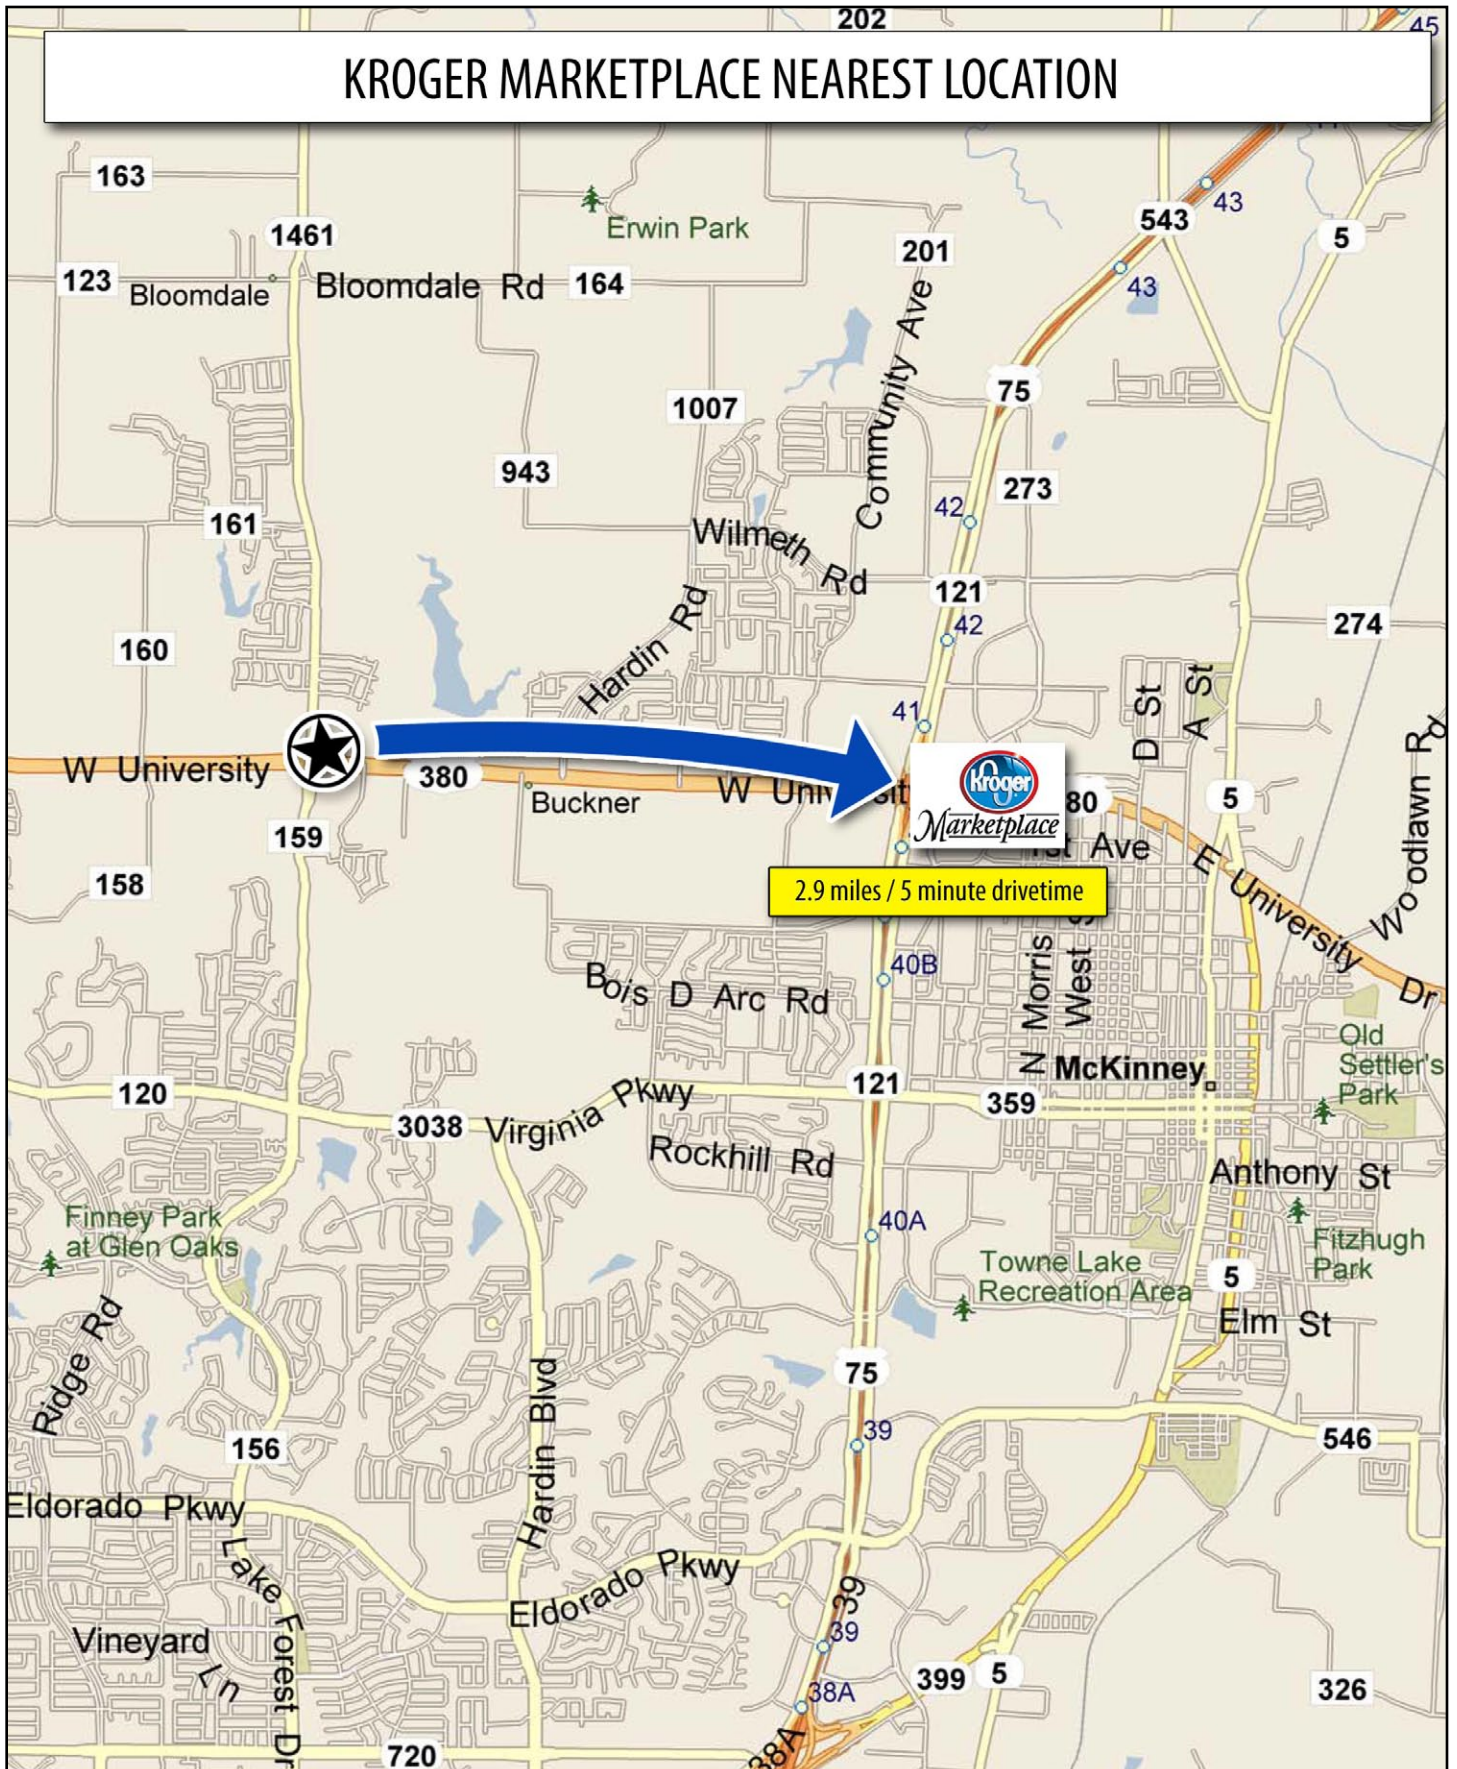 202
45
KROGER MARKETPLACE NEAREST LOCATION
163
43
Erwin Park
543
1461
5
201
123
Bloomdale
Bloomdale Rd
164
43
Community Ave
75
1007
943
273
42
161
Wilmeth Rd
121
42
274
160
Hardin Rd
D St
A St
41
W University
380
Buckner
W Universit
Kroger
Marketplace
80
5
Woodlawn Rd
159
1st Ave
E University Dr
158
2.9 miles / 5 minute drivetime
40B
Bois D Arc Rd
N Morris
West
Old
Settler's
Park
McKinney
121
120
359
3038
Virginia Pkwy
Rockhill Rd
Anthony St
Finney Park
at Glen Oaks
40A
Fitzhugh
Park
Towne Lake
Recreation Area
5
Elm St
Ridge Rd
75
Hardin Blvd
39
546
156
Eldorado Pkwy
Lake Forest Dr
Eldorado Pkwy
39
39
Vineyard Ln
399
5
38A
326
38A
720